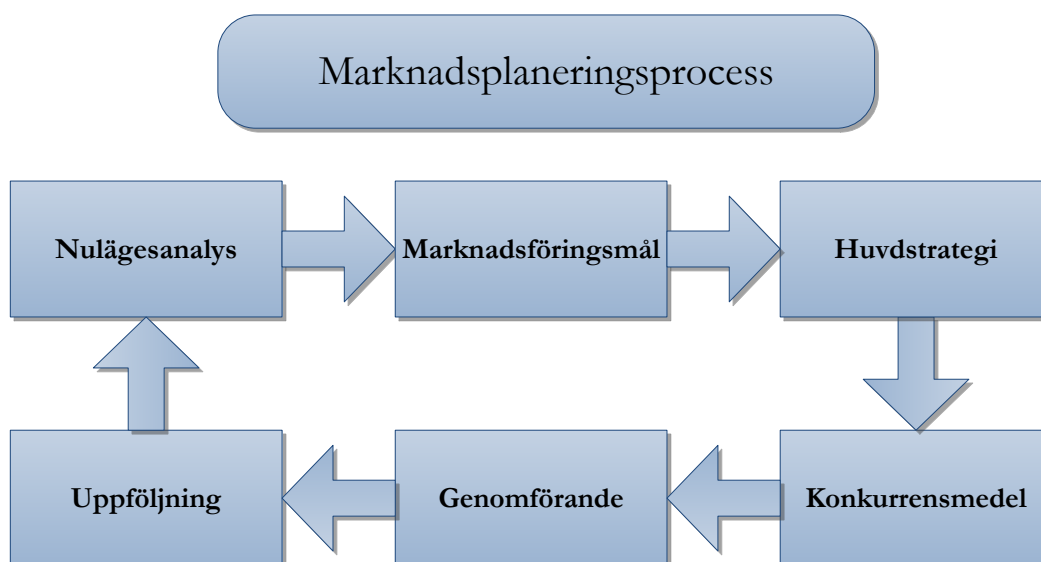 Marknadsplaneringsprocess
Nulägesanalys
Marknadsföringsmål
Huvdstrategi
Uppföljning
Genomförande
Konkurrensmedel